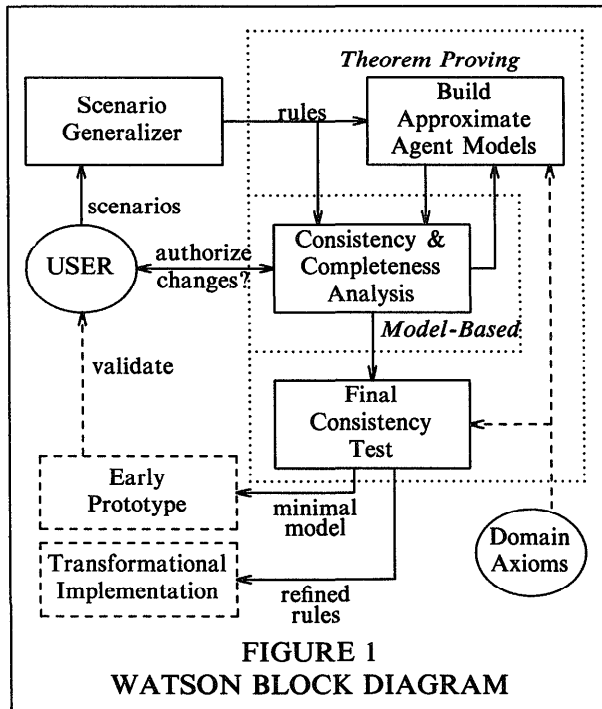 Theorem Proving
Scenario
Generalizer
rules
Build
Approximate
Agent Models
scenarios
USER
authorize
changes?
Consistency &
Completeness
Analysis
Model-Based
validate
Final
Consistency
Test
Early
Prototype
minimal
model
Domain
Axioms
Transformational
Implementation
refined
rules
FIGURE 1
WATSON BLOCK DIAGRAM